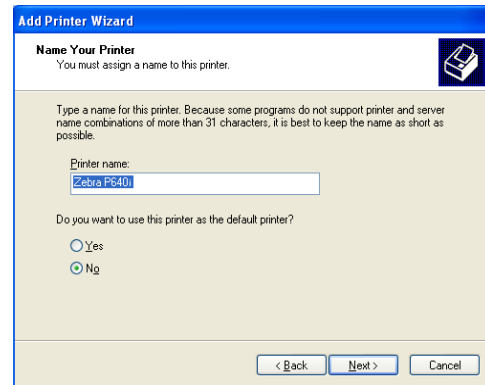 Add Printer Wizard
Name Your Printer
You must assign a name to this printer.
Type a name for this printer. Because some programs do not support printer and server
name combinations of more than 31 characters, it is best to keep the name as short as
possible.
Printer name:
Zebra P640i
Do you want to use this printer as the default printer?
Yes
No
< Back
Next >
Cancel